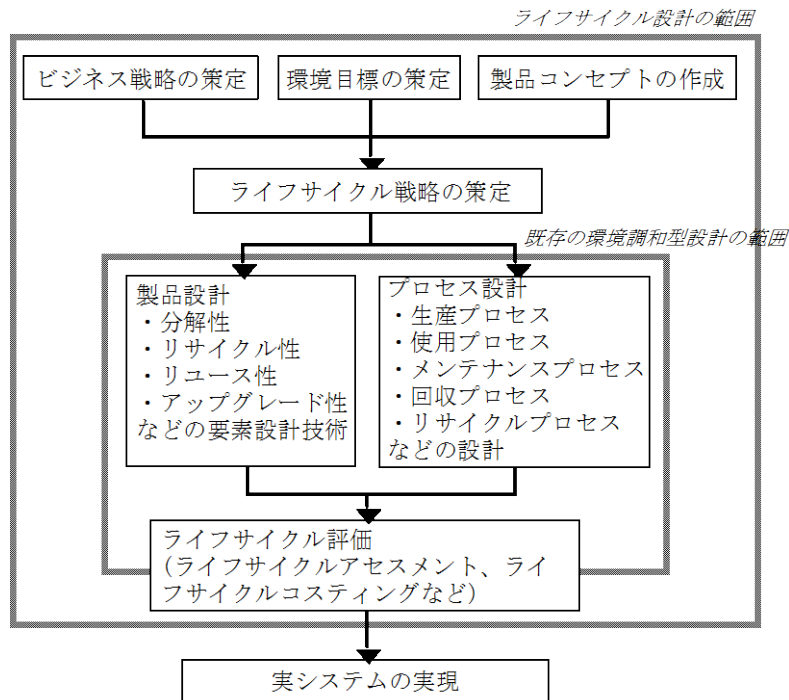 ライフサイクル設計の範囲
ビジネス戦略の策定
環境目標の策定
製品コンセプトの作成
ライフサイクル戦略の策定
既存の環境調和型設計の範囲
製品設計
・分解性
・リサイクル性
・リユース性
・アップグレード性
などの要素設計技術
プロセス設計
・生産プロセス
・使用プロセス
・メンテナンスプロセス
・回収プロセス
・リサイクルプロセス
などの設計
ライフサイクル評価
（ライフサイクルアセスメント、ライ
フサイクルコスティングなど）
実システムの実現